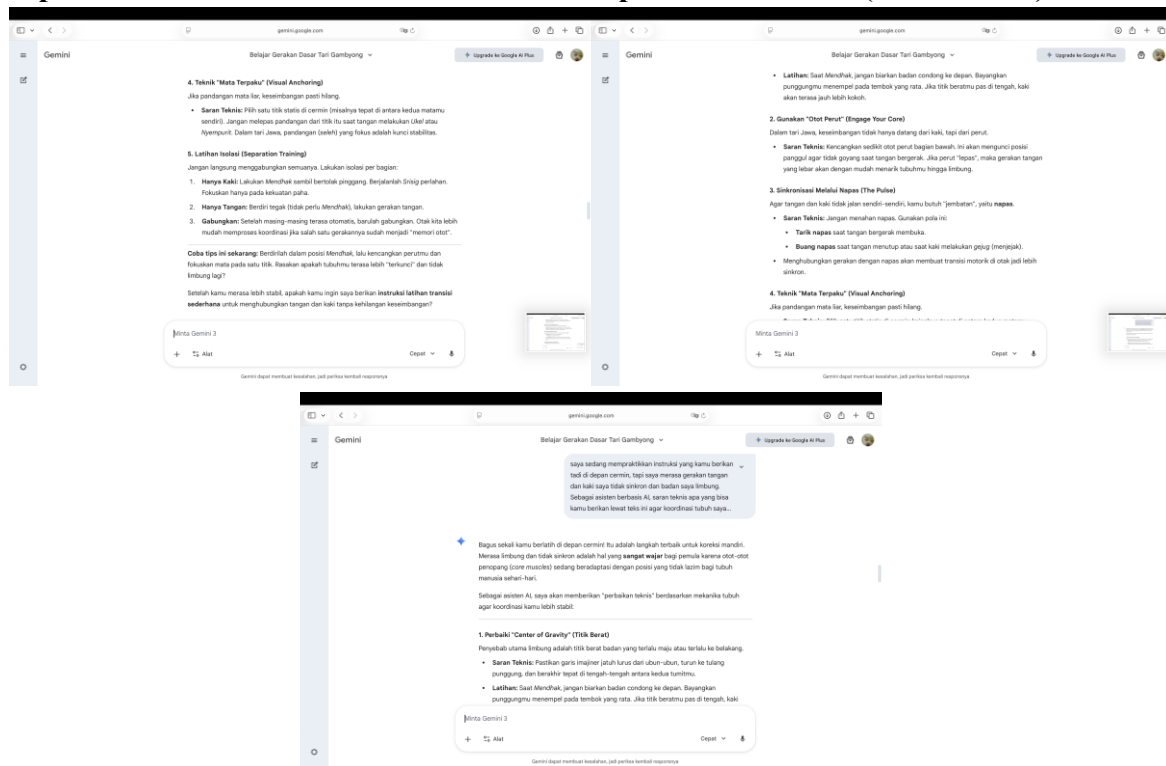 gemini.google.com
Gemini
Belajar Gerakan Dasar Tari Gambyong
Upgrade ke Google AI Plus
4. Teknik "Mata Terpaku" (Visual Anchoring)
Jika pandangan mata liar, keseimbangan pasti hilang.
• Saran Teknis: Pilih satu titik statis di cermin (misalnya tepat di antara kedua matamu
sendiri). Jangan melepas pandangan dari titik itu saat tangan melakukan Ukel atau
Nyempurit. Dalam tari Jawa, pandangan (seleh) yang fokus adalah kunci stabilitas.
5. Latihan Isolasi (Separation Training)
Jangan langsung menggabungkan semuanya. Lakukan isolasi per bagian:
1. Hanya Kaki: Lakukan Mendhak sambil bertolak pinggang. Berjalanlah Srisig perlahan.
Fokuskan hanya pada kekuatan paha.
2. Hanya Tangan: Berdiri tegak (tidak perlu Mendhak), lakukan gerakan tangan.
3. Gabungkan: Setelah masing-masing terasa otomatis, barulah gabungkan. Otak kita lebih
mudah memproses koordinasi jika salah satu gerakannya sudah menjadi "memori otot".
Coba tips ini sekarang: Berdirilah dalam posisi Mendhak, lalu kencangkan perutmu dan
fokuskan mata pada satu titik. Rasakan apakah tubuhmu terasa lebih "terkunci" dan tidak
limbung lagi?
Setelah kamu merasa lebih stabil, apakah kamu ingin saya berikan instruksi latihan transisi
sederhana untuk menghubungkan tangan dan kaki tanpa kehilangan keseimbangan?
Minta Gemini 3
Alat
Cepat
Gemini dapat membuat kesalahan, jadi periksa kembali responsnya
gemini.google.com
Gemini
Belajar Gerakan Dasar Tari Gambyong
Upgrade ke Google AI Plus
• Latihan: Saat Mendhak, jangan biarkan badan condong ke depan. Bayangkan
punggungmu menempel pada tembok yang rata. Jika titik beratmu pas di tengah, kaki
akan terasa jauh lebih kokoh.
2. Gunakan "Otot Perut" (Engage Your Core)
Dalam tari Jawa, keseimbangan tidak hanya datang dari kaki, tapi dari perut.
• Saran Teknis: Kencangkan sedikit otot perut bagian bawah. Ini akan mengunci posisi
panggul agar tidak goyang saat tangan bergerak. Jika perut "lepas", maka gerakan tangan
yang lebar akan dengan mudah menarik tubuhmu hingga limbung.
3. Sinkronisasi Melalui Napas (The Pulse)
Agar tangan dan kaki tidak jalan sendiri-sendiri, kamu butuh "jembatan", yaitu napas.
• Saran Teknis: Jangan menahan napas. Gunakan pola ini:
• Tarik napas saat tangan bergerak membuka.
• Buang napas saat tangan menutup atau saat kaki melakukan gejug (menjejak).
• Menghubungkan gerakan dengan napas akan membuat transisi motorik di otak jadi lebih
sinkron.
4. Teknik "Mata Terpaku" (Visual Anchoring)
Jika pandangan mata liar, keseimbangan pasti hilang.
Minta Gemini 3
Alat
Cepat
Gemini dapat membuat kesalahan, jadi periksa kembali responsnya
gemini.google.com
Gemini
Belajar Gerakan Dasar Tari Gambyong
Upgrade ke Google AI Plus
saya sedang mempraktikkan instruksi yang kamu berikan
tadi di depan cermin, tapi saya merasa gerakan tangan
dan kaki saya tidak sinkron dan badan saya limbung.
Sebagai asisten berbasis AI, saran teknis apa yang bisa
kamu berikan lewat teks ini agar koordinasi tubuh saya...
Bagus sekali kamu berlatih di depan cermin! Itu adalah langkah terbaik untuk koreksi mandiri.
Merasa limbung dan tidak sinkron adalah hal yang sangat wajar bagi pemula karena otot-otot
penopang (core muscles) sedang beradaptasi dengan posisi yang tidak lazim bagi tubuh
manusia sehari-hari.
Sebagai asisten AI, saya akan memberikan "perbaikan teknis" berdasarkan mekanika tubuh
agar koordinasi kamu lebih stabil:
1. Perbaiki "Center of Gravity" (Titik Berat)
Penyebab utama limbung adalah titik berat badan yang terlalu maju atau terlalu ke belakang.
• Saran Teknis: Pastikan garis imajiner jatuh lurus dari ubun-ubun, turun ke tulang
punggung, dan berakhir tepat di tengah-tengah antara kedua tumitmu.
• Latihan: Saat Mendhak, jangan biarkan badan condong ke depan. Bayangkan
punggungmu menempel pada tembok yang rata. Jika titik beratmu pas di tengah, kaki
Minta Gemini 3
Alat
Cepat
Gemini dapat membuat kesalahan, jadi periksa kembali responsnya